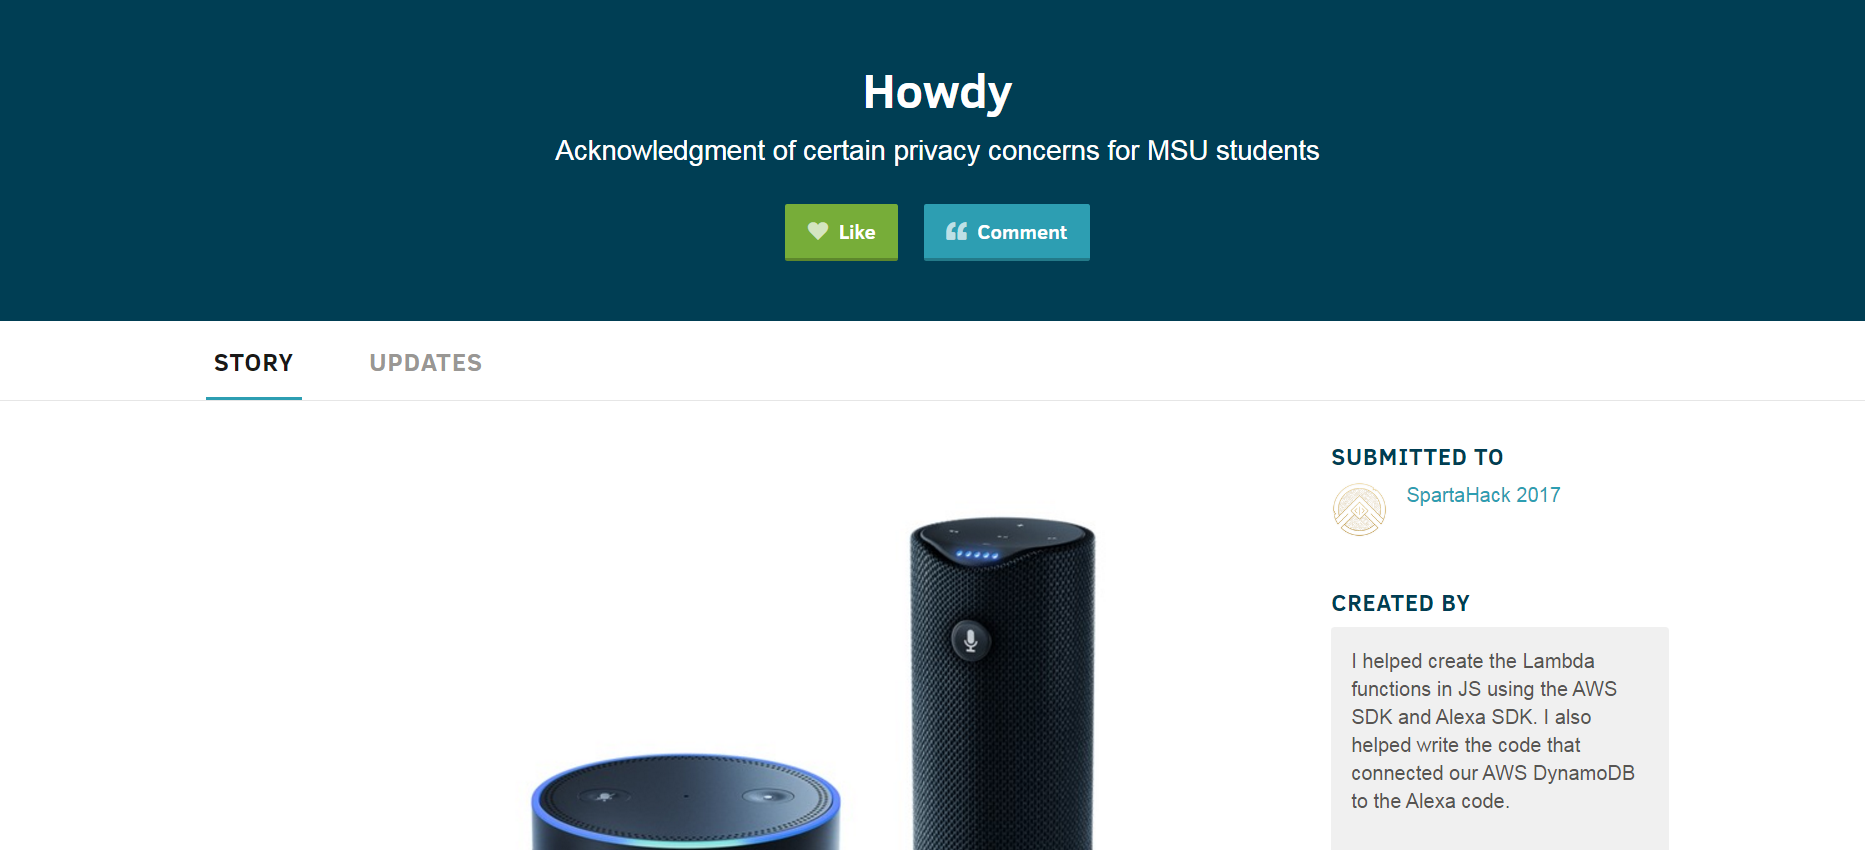 Howdy
Acknowledgment of certain privacy concerns for MSU students
Like
Comment
STORY
UPDATES
SUBMITTED TO
SpartaHack 2017
CREATED BY
I helped create the Lambda
functions in JS using the AWS
SDK and Alexa SDK. I also
helped write the code that
connected our AWS DynamoDB
to the Alexa code.